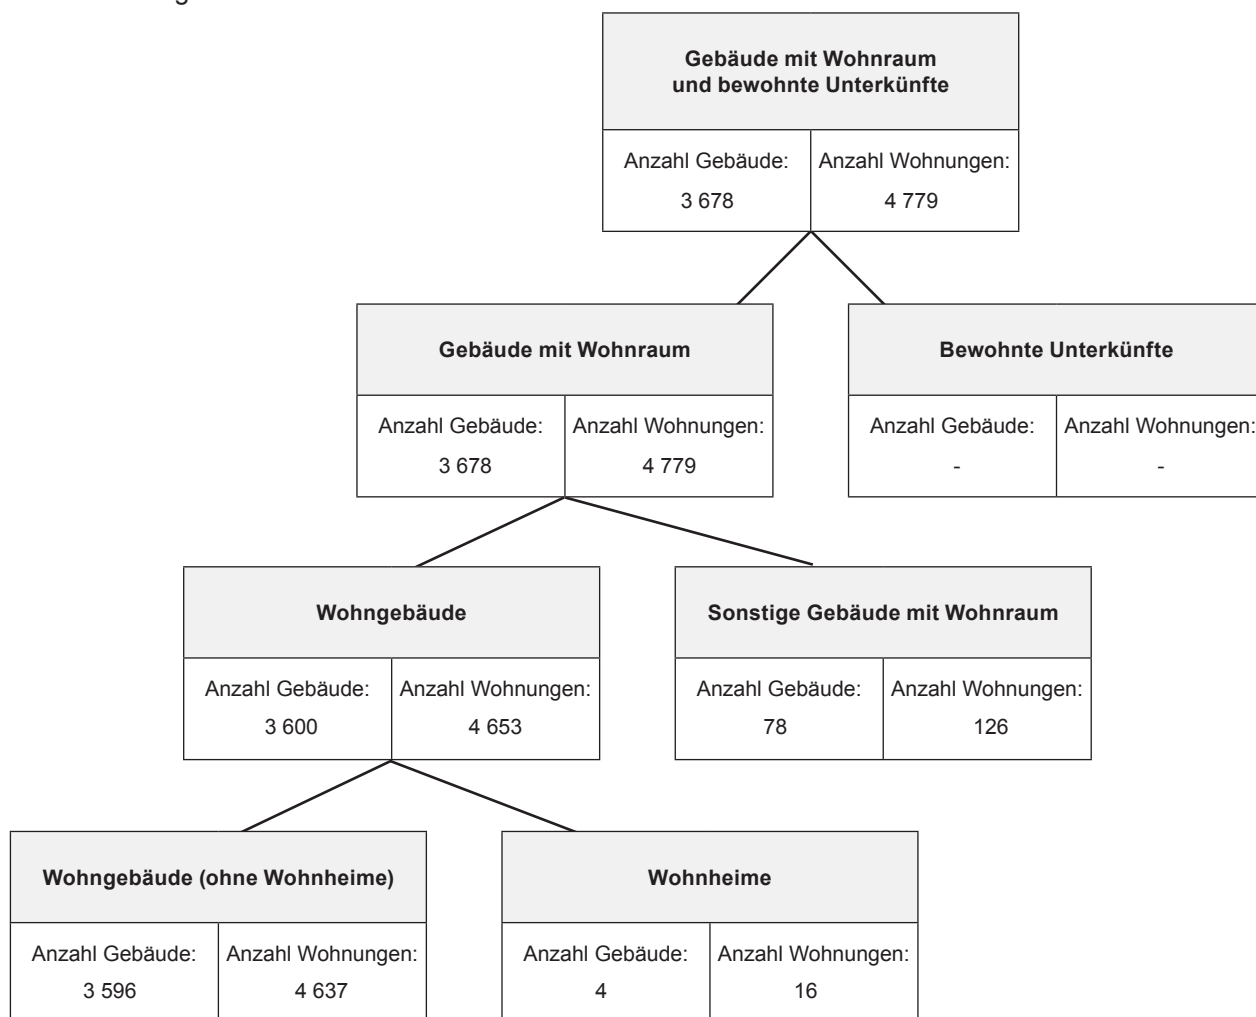 Gebäude mit Wohnraum
und bewohnte Unterkünfte
Anzahl Gebäude: Anzahl Wohnungen:
3 678 4 779
Gebäude mit Wohnraum
Anzahl Gebäude: Anzahl Wohnungen:
3 678 4 779
Bewohnte Unterkünfte
Anzahl Gebäude: Anzahl Wohnungen:
- -
Wohngebäude
Anzahl Gebäude: Anzahl Wohnungen:
3 600 4 653
Sonstige Gebäude mit Wohnraum
Anzahl Gebäude: Anzahl Wohnungen:
78 126
Wohngebäude (ohne Wohnheime)
Anzahl Gebäude: Anzahl Wohnungen:
3 596 4 637
Wohnheime
Anzahl Gebäude: Anzahl Wohnungen:
4 16